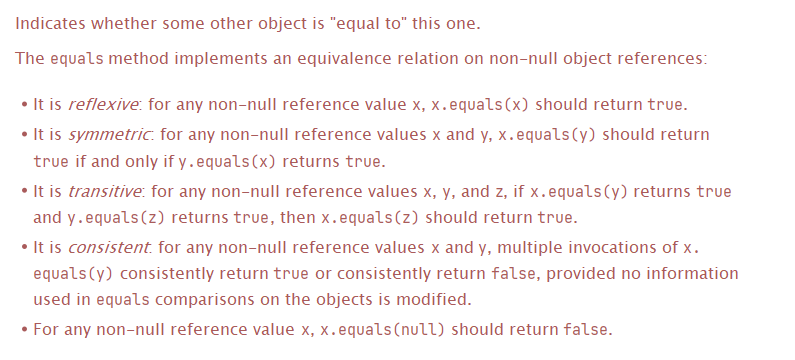 Indicates whether some other object is "equal to" this one.
The equals method implements an equivalence relation on non-null object references:
• It is reflexive: for any non-null reference value x, x.equals(x) should return true.
• It is symmetric: for any non-null reference values x and y, x.equals(y) should return
true if and only if y.equals(x) returns true.
• It is transitive: for any non-null reference values x, y, and z, if x.equals(y) returns true
and y.equals(z) returns true, then x.equals(z) should return true.
• It is consistent: for any non-null reference values x and y, multiple invocations of x.
equals(y) consistently return true or consistently return false, provided no information
used in equals comparisons on the objects is modified.
• For any non-null reference value x, x.equals(null) should return false.